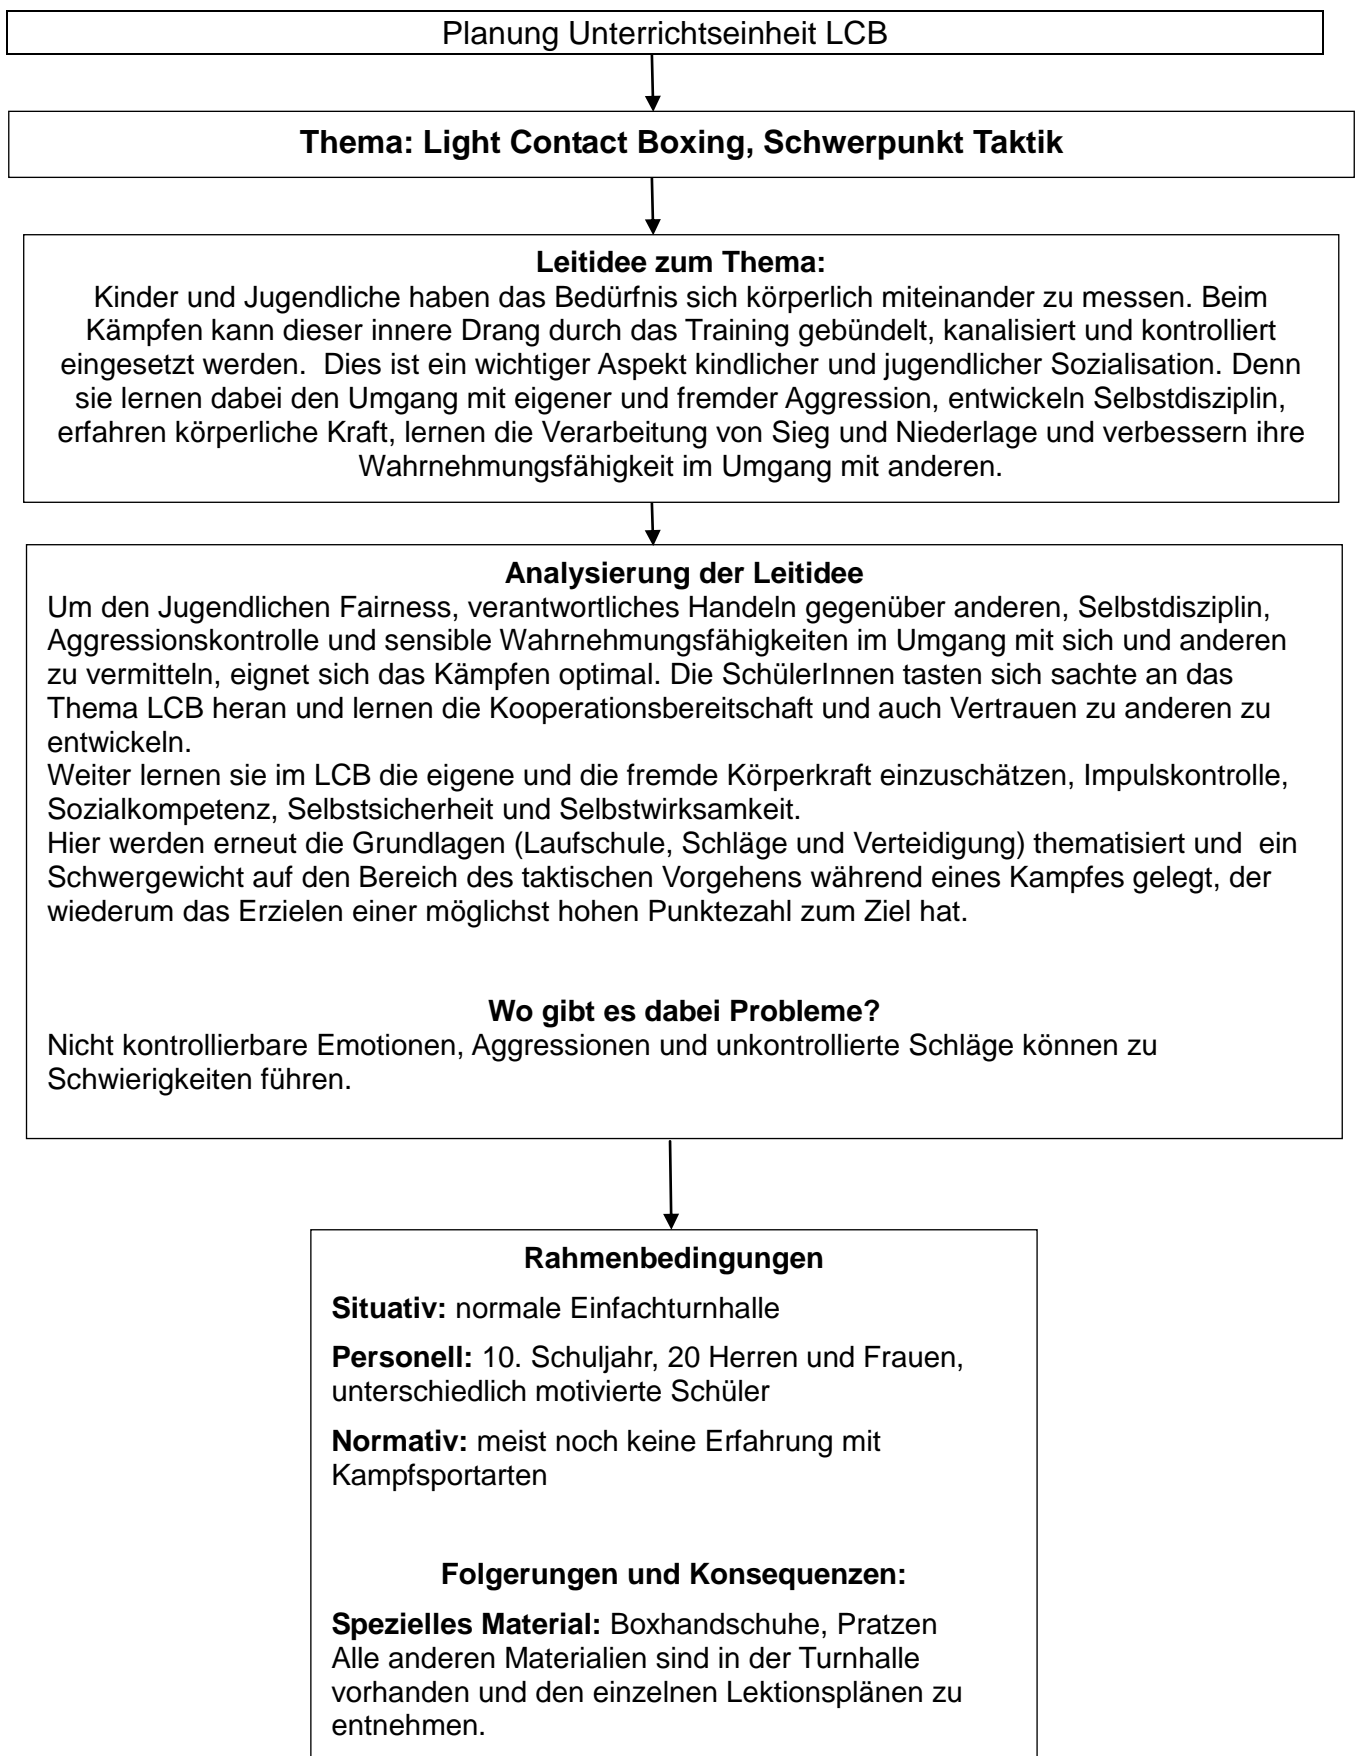 Planung Unterrichtseinheit LCB
Thema: Light Contact Boxing, Schwerpunkt Taktik
Leitidee zum Thema:
Kinder und Jugendliche haben das Bedürfnis sich körperlich miteinander zu messen. Beim
Kämpfen kann dieser innere Drang durch das Training gebündelt, kanalisiert und kontrolliert
eingesetzt werden.  Dies ist ein wichtiger Aspekt kindlicher und jugendlicher Sozialisation. Denn
sie lernen dabei den Umgang mit eigener und fremder Aggression, entwickeln Selbstdisziplin,
erfahren körperliche Kraft, lernen die Verarbeitung von Sieg und Niederlage und verbessern ihre
Wahrnehmungsfähigkeit im Umgang mit anderen.
Analysierung der Leitidee
Um den Jugendlichen Fairness, verantwortliches Handeln gegenüber anderen, Selbstdisziplin,
Aggressionskontrolle und sensible Wahrnehmungsfähigkeiten im Umgang mit sich und anderen
zu vermitteln, eignet sich das Kämpfen optimal. Die SchülerInnen tasten sich sachte an das
Thema LCB heran und lernen die Kooperationsbereitschaft und auch Vertrauen zu anderen zu
entwickeln.
Weiter lernen sie im LCB die eigene und die fremde Körperkraft einzuschätzen, Impulskontrolle,
Sozialkompetenz, Selbstsicherheit und Selbstwirksamkeit.
Hier werden erneut die Grundlagen (Laufschule, Schläge und Verteidigung) thematisiert und  ein
Schwergewicht auf den Bereich des taktischen Vorgehens während eines Kampfes gelegt, der
wiederum das Erzielen einer möglichst hohen Punktezahl zum Ziel hat.
Wo gibt es dabei Probleme?
Nicht kontrollierbare Emotionen, Aggressionen und unkontrollierte Schläge können zu
Schwierigkeiten führen.
Rahmenbedingungen
Situativ: normale Einfachturnhalle
Personell: 10. Schuljahr, 20 Herren und Frauen,
unterschiedlich motivierte Schüler
Normativ: meist noch keine Erfahrung mit
Kampfsportarten
Folgerungen und Konsequenzen:
Spezielles Material: Boxhandschuhe, Pratzen
Alle anderen Materialien sind in der Turnhalle
vorhanden und den einzelnen Lektionsplänen zu
entnehmen.